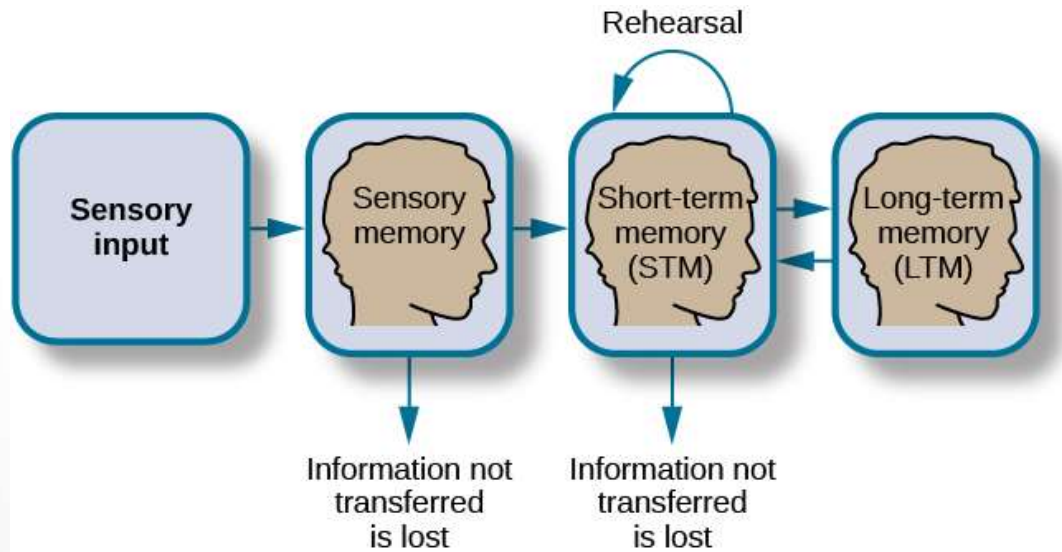 Rehearsal
Sensory
input
Sensory
memory
Short-term
memory
(STM)
Long-term
memory
(LTM)
Information not
transferred
is lost
Information not
transferred
is lost